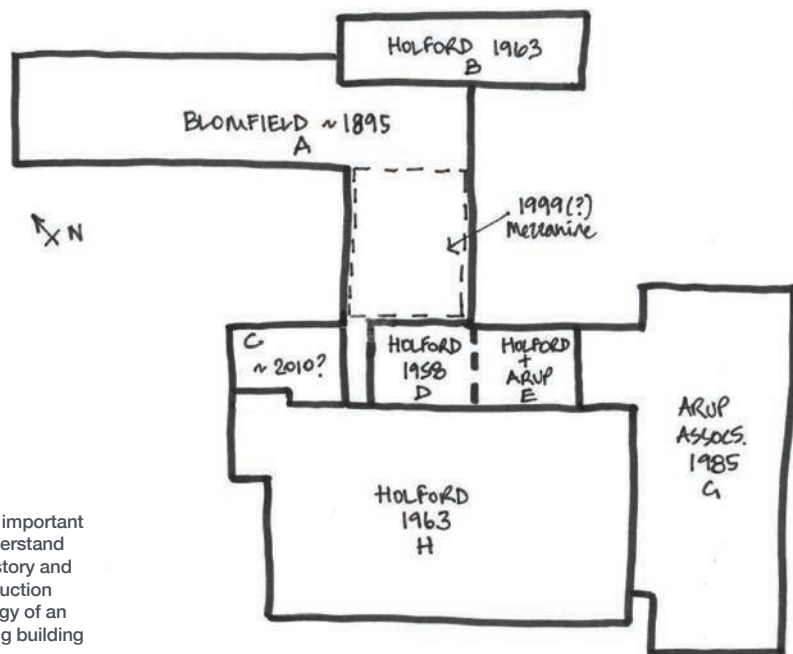 HOLFORD 1963
B
BLOMFIELD ~1895
A
N
1999(?)
Mezzanine
C
~ 2010?
HOLFORD
1958
D
HOLFORD
+
ARUP
E
ARUP
ASSOCS.
1985
G
HOLFORD
1963
H
important
erstand
story and
uction
gy of an
g building